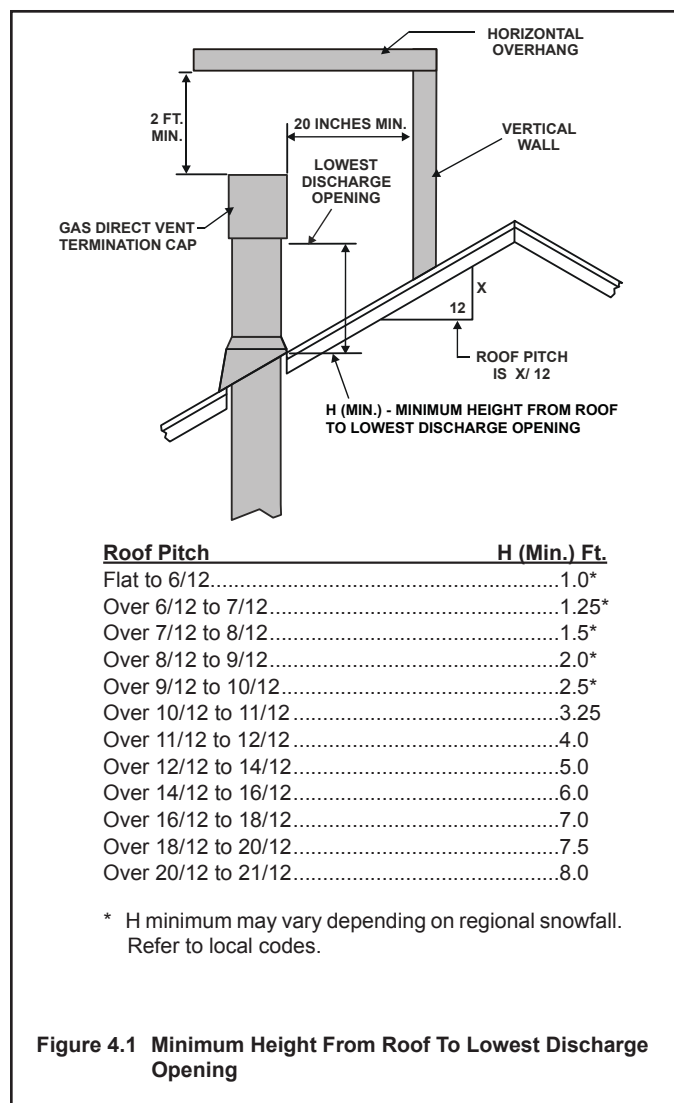 HORIZONTAL
OVERHANG
2 FT.
MIN.
20 INCHES MIN.
VERTICAL
WALL
LOWEST
DISCHARGE
OPENING
GAS DIRECT VENT
TERMINATION CAP
X
12
ROOF PITCH
IS X/ 12
H (MIN.) - MINIMUM HEIGHT FROM ROOF
TO LOWEST DISCHARGE OPENING
Roof Pitch H (Min.) Ft.
Flat to 6/12..........................................................1.0*
Over 6/12 to 7/12................................................1.25*
Over 7/12 to 8/12................................................1.5*
Over 8/12 to 9/12................................................2.0*
Over 9/12 to 10/12..............................................2.5*
Over 10/12 to 11/12............................................3.25
Over 11/12 to 12/12............................................4.0
Over 12/12 to 14/12............................................5.0
Over 14/12 to 16/12............................................6.0
Over 16/12 to 18/12............................................7.0
Over 18/12 to 20/12............................................7.5
Over 20/12 to 21/12............................................8.0
* H minimum may vary depending on regional snowfall.
Refer to local codes.
Figure 4.1 Minimum Height From Roof To Lowest Discharge
Opening